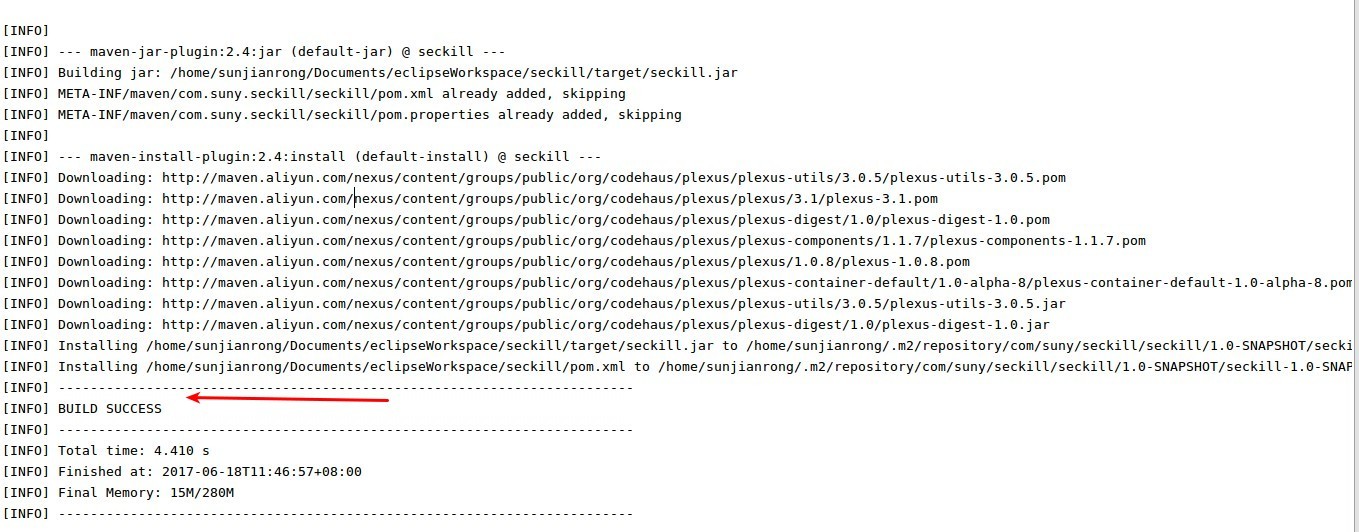 [INFO]
[INFO] --- maven-jar-plugin:2.4:jar (default-jar) @ seckill ---
[INFO] Building jar: /home/sunjianrong/Documents/eclipseWorkspace/seckill/target/seckill.jar
[INFO] META-INF/maven/com.suny.seckill/seckill/pom.xml already added, skipping
[INFO] META-INF/maven/com.suny.seckill/seckill/pom.properties already added, skipping
[INFO]
[INFO] --- maven-install-plugin:2.4:install (default-install) @ seckill ---
[INFO] Downloading: http://maven.aliyun.com/nexus/content/groups/public/org/codehaus/plexus/plexus-utils/3.0.5/plexus-utils-3.0.5.pom
[INFO] Downloading: http://maven.aliyun.com/nexus/content/groups/public/org/codehaus/plexus/plexus/3.1/plexus-3.1.pom
[INFO] Downloading: http://maven.aliyun.com/nexus/content/groups/public/org/codehaus/plexus/plexus-digest/1.0/plexus-digest-1.0.pom
[INFO] Downloading: http://maven.aliyun.com/nexus/content/groups/public/org/codehaus/plexus/plexus-components/1.1.7/plexus-components-1.1.7.pom
[INFO] Downloading: http://maven.aliyun.com/nexus/content/groups/public/org/codehaus/plexus/plexus/1.0.8/plexus-1.0.8.pom
[INFO] Downloading: http://maven.aliyun.com/nexus/content/groups/public/org/codehaus/plexus/plexus-container-default/1.0-alpha-8/plexus-container-default-1.0-alpha-8.pom
[INFO] Downloading: http://maven.aliyun.com/nexus/content/groups/public/org/codehaus/plexus/plexus-utils/3.0.5/plexus-utils-3.0.5.jar
[INFO] Downloading: http://maven.aliyun.com/nexus/content/groups/public/org/codehaus/plexus/plexus-digest/1.0/plexus-digest-1.0.jar
[INFO] Installing /home/sunjianrong/Documents/eclipseWorkspace/seckill/target/seckill.jar to /home/sunjianrong/.m2/repository/com/suny/seckill/seckill/1.0-SNAPSHOT/secki
[INFO] Installing /home/sunjianrong/Documents/eclipseWorkspace/seckill/pom.xml to /home/sunjianrong/.m2/repository/com/suny/seckill/seckill/1.0-SNAPSHOT/seckill-1.0-SNAP
[INFO] ------------------------------------------------------------------------
[INFO] BUILD SUCCESS
[INFO] ------------------------------------------------------------------------
[INFO] Total time: 4.410 s
[INFO] Finished at: 2017-06-18T11:46:57+08:00
[INFO] Final Memory: 15M/280M
[INFO] ------------------------------------------------------------------------